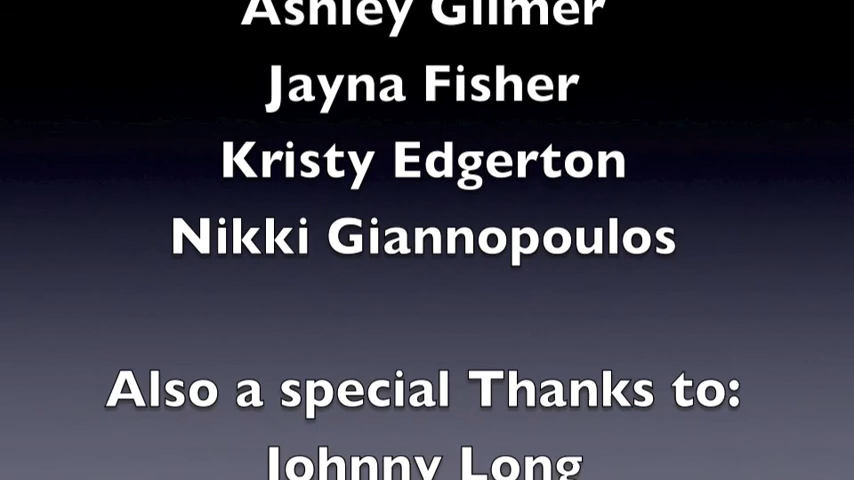 Ashley Gilmer
Jayna Fisher
Kristy Edgerton
Nikki Giannopoulos
Also a special Thanks to:
Johnny Long